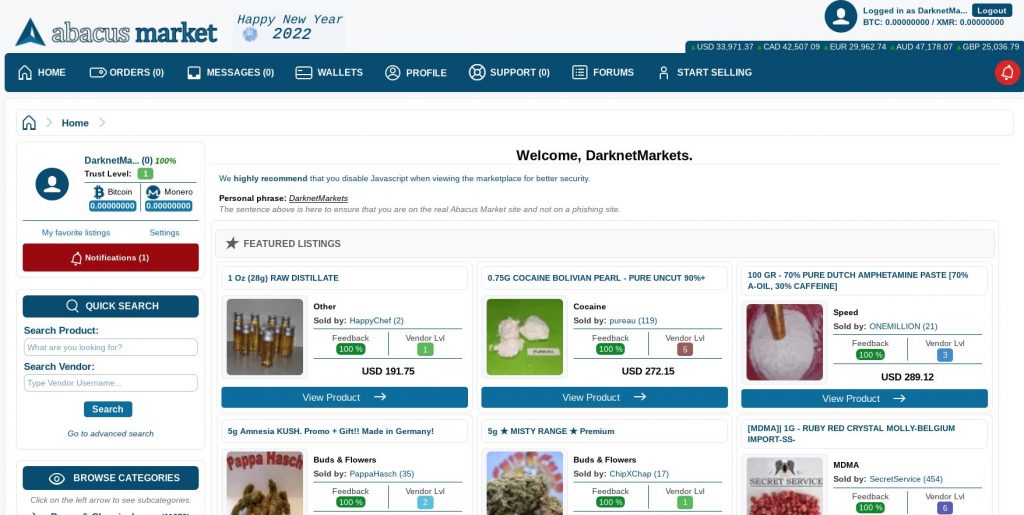 abacus market
Happy New Year
2022
Logged in as DarknetMa... Logout
BTC: 0.00000000 / XMR: 0.00000000
USD 33,971.37 CAD 42,507.09 EUR 29,962.74 AUD 47,178.07 GBP 25,036.79
HOME ORDERS (0) MESSAGES (0) WALLETS PROFILE SUPPORT (0) FORUMS START SELLING
Home
DarknetMa... (0) 100%
Trust Level: 1
Bitcoin Monero
0.00000000 0.00000000
My favorite listings Settings
Notifications (1)
QUICK SEARCH
Search Product:
What are you looking for?
Search Vendor:
Type Vendor Username...
Search
Go to advanced search
BROWSE CATEGORIES
Click on the left arrow to see subcategories.
Welcome, DarknetMarkets.
We highly recommend that you disable Javascript when viewing the marketplace for better security.
Personal phrase: DarknetMarkets
The sentence above is here to ensure that you are on the real Abacus Market site and not on a phishing site.
FEATURED LISTINGS
1 Oz (28g) RAW DISTILLATE
Other
Sold by: HappyChef (2)
Feedback Vendor Lvl
100 % 1
USD 191.75
View Product
0.75G COCAINE BOLIVIAN PEARL - PURE UNCUT 90%+
PUREAU
Cocaine
Sold by: pureau (119)
Feedback Vendor Lvl
100 % 5
USD 272.15
View Product
100 GR - 70% PURE DUTCH AMPHETAMINE PASTE [70%
A-OIL, 30% CAFFEINE]
Speed
Sold by: ONEMILLION (21)
Feedback Vendor Lvl
100 % 3
USD 289.12
View Product
5g Amnesia KUSH. Promo + Gift!! Made in Germany!
Pappa Hasch
Buds & Flowers
Sold by: PappaHasch (35)
Feedback Vendor Lvl
100 % 2
5g ★ MISTY RANGE ★ Premium
Buds & Flowers
Sold by: ChipXChap (17)
Feedback Vendor Lvl
100 % 1
[MDMA]| 1G - RUBY RED CRYSTAL MOLLY-BELGIUM
IMPORT-SS-
SECRET SERVICE
MDMA
Sold by: SecretService (454)
Feedback Vendor Lvl
100 % 6